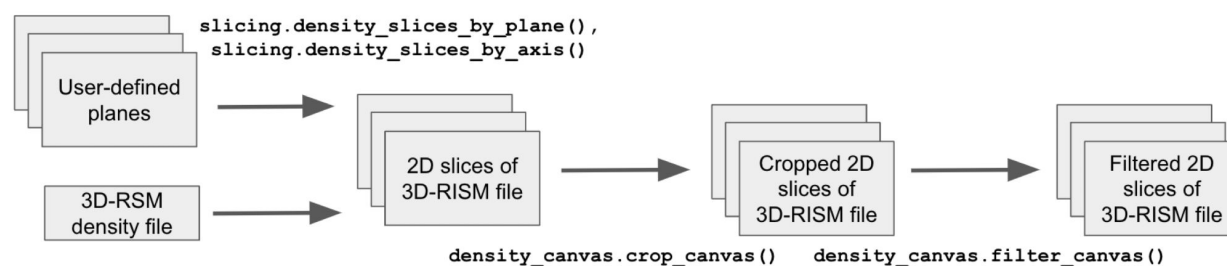 slicing.density_slices_by_plane(),
slicing.density_slices_by_axis()
User-defined
planes
3D-RSM
density file
2D slices of
3D-RISM file
Cropped 2D
slices of
3D-RISM file
Filtered 2D
slices of
3D-RISM file
density_canvas.crop_canvas()
density_canvas.filter_canvas()